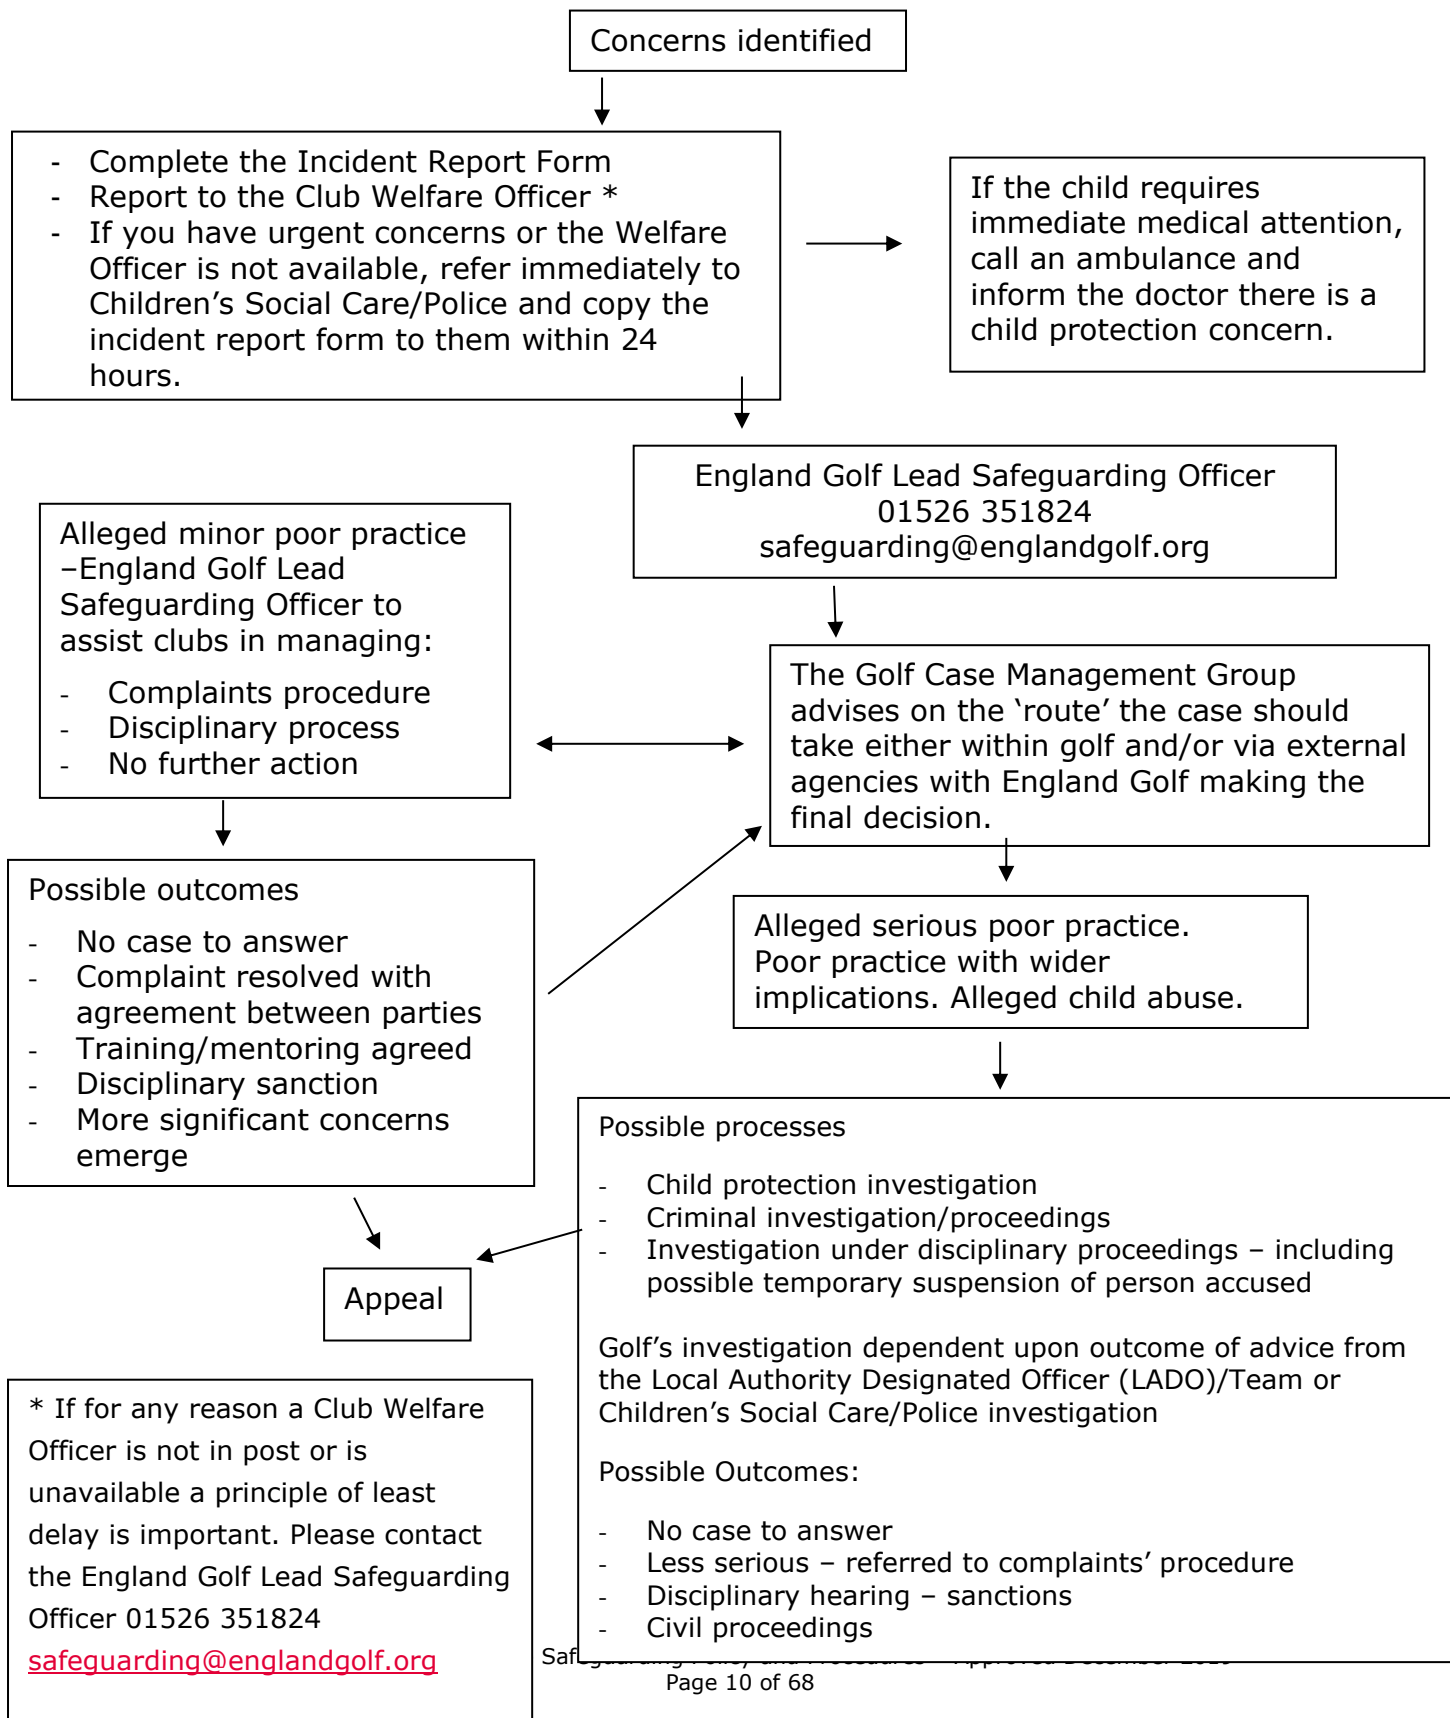 Concerns identified
- Complete the Incident Report Form
- Report to the Club Welfare Officer *
- If you have urgent concerns or the Welfare
Officer is not available, refer immediately to
Children’s Social Care/Police and copy the
incident report form to them within 24
hours.
If the child requires
immediate medical attention,
call an ambulance and
inform the doctor there is a
child protection concern.
England Golf Lead Safeguarding Officer
01526 351824
safeguarding@englandgolf.org
Alleged minor poor practice
–England Golf Lead
Safeguarding Officer to
assist clubs in managing:
- Complaints procedure
- Disciplinary process
- No further action
The Golf Case Management Group
advises on the ‘route’ the case should
take either within golf and/or via external
agencies with England Golf making the
final decision.
Possible outcomes
- No case to answer
- Complaint resolved with
agreement between parties
- Training/mentoring agreed
- Disciplinary sanction
- More significant concerns
emerge
Alleged serious poor practice.
Poor practice with wider
implications. Alleged child abuse.
Possible processes
- Child protection investigation
- Criminal investigation/proceedings
- Investigation under disciplinary proceedings – including
possible temporary suspension of person accused
Golf’s investigation dependent upon outcome of advice from
the Local Authority Designated Officer (LADO)/Team or
Children’s Social Care/Police investigation
Possible Outcomes:
- No case to answer
- Less serious – referred to complaints’ procedure
- Disciplinary hearing – sanctions
- Civil proceedings
Appeal
* If for any reason a Club Welfare
Officer is not in post or is
unavailable a principle of least
delay is important. Please contact
the England Golf Lead Safeguarding
Officer 01526 351824
safeguarding@englandgolf.org
Safeguarding Policy and Procedures – Approved December
Page 10 of 68